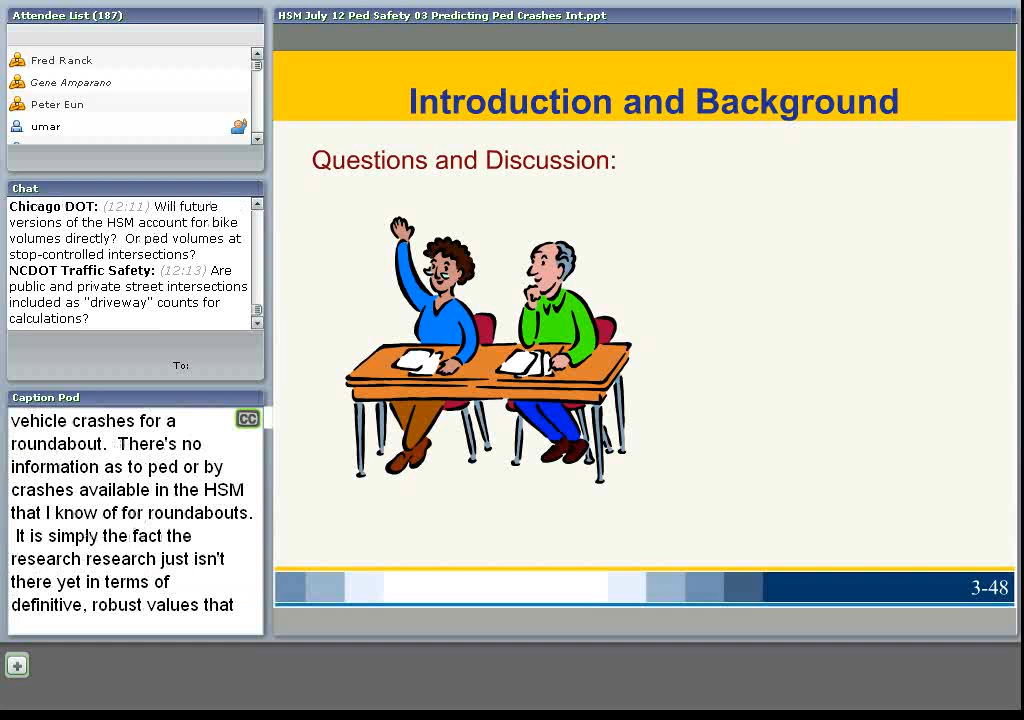 Attendee List (187)
Fred Ranck
Gene Amparano
Peter Eun
umar
Chat
Chicago DOT: (12:11) Will future
versions of the HSM account for bike
volumes directly?  Or ped volumes at
stop-controlled intersections?
NCDOT Traffic Safety: (12:13) Are
public and private street intersections
included as "driveway" counts for
calculations?
To:
Caption Pod
CC
vehicle crashes for a
roundabout.  There's no
information as to ped or by
crashes available in the HSM
that I know of for roundabouts.
It is simply the fact the
research research just isn't
there yet in terms of
definitive, robust values that
HSM July 12 Ped Safety 03 Predicting Ped Crashes Int.ppt
Introduction and Background
Questions and Discussion:
3-48